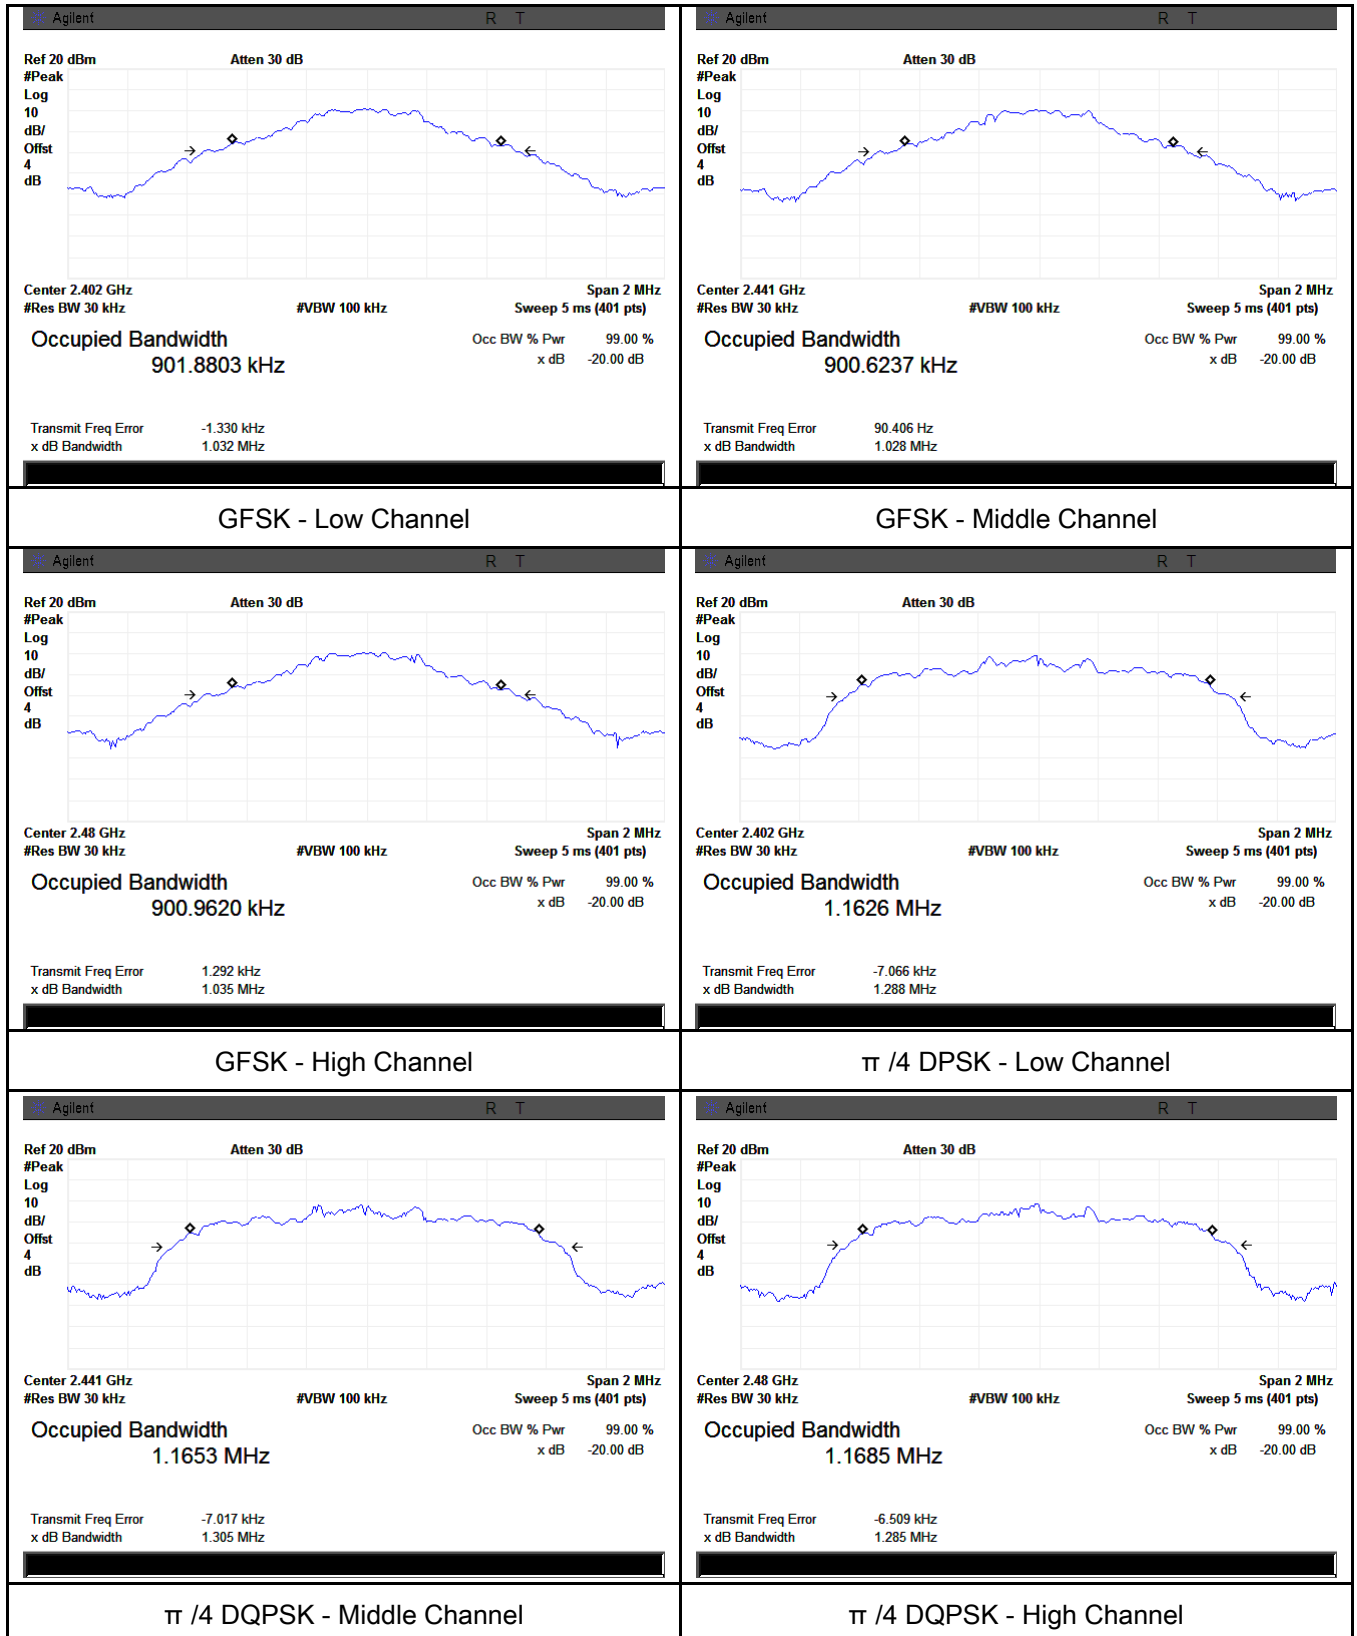 Agilent R T
Ref 20 dBm Atten 30 dB
#Peak
Log
10
dB/
Offst
4
dB
Center 2.402 GHz Span 2 MHz
#Res BW 30 kHz #VBW 100 kHz Sweep 5 ms (401 pts)
Occupied Bandwidth Occ BW % Pwr 99.00 %
901.8803 kHz x dB -20.00 dB
Transmit Freq Error -1.330 kHz
x dB Bandwidth 1.032 MHz
GFSK - Low Channel
Agilent R T
Ref 20 dBm Atten 30 dB
#Peak
Log
10
dB/
Offst
4
dB
Center 2.441 GHz Span 2 MHz
#Res BW 30 kHz #VBW 100 kHz Sweep 5 ms (401 pts)
Occupied Bandwidth Occ BW % Pwr 99.00 %
900.6237 kHz x dB -20.00 dB
Transmit Freq Error 90.406 Hz
x dB Bandwidth 1.028 MHz
GFSK - Middle Channel
Agilent R T
Ref 20 dBm Atten 30 dB
#Peak
Log
10
dB/
Offst
4
dB
Center 2.48 GHz Span 2 MHz
#Res BW 30 kHz #VBW 100 kHz Sweep 5 ms (401 pts)
Occupied Bandwidth Occ BW % Pwr 99.00 %
900.9620 kHz x dB -20.00 dB
Transmit Freq Error 1.292 kHz
x dB Bandwidth 1.035 MHz
GFSK - High Channel
Agilent R T
Ref 20 dBm Atten 30 dB
#Peak
Log
10
dB/
Offst
4
dB
Center 2.402 GHz Span 2 MHz
#Res BW 30 kHz #VBW 100 kHz Sweep 5 ms (401 pts)
Occupied Bandwidth Occ BW % Pwr 99.00 %
1.1626 MHz x dB -20.00 dB
Transmit Freq Error -7.066 kHz
x dB Bandwidth 1.288 MHz
π /4 DPSK - Low Channel
Agilent R T
Ref 20 dBm Atten 30 dB
#Peak
Log
10
dB/
Offst
4
dB
Center 2.441 GHz Span 2 MHz
#Res BW 30 kHz #VBW 100 kHz Sweep 5 ms (401 pts)
Occupied Bandwidth Occ BW % Pwr 99.00 %
1.1653 MHz x dB -20.00 dB
Transmit Freq Error -7.017 kHz
x dB Bandwidth 1.305 MHz
π /4 DQPSK - Middle Channel
Agilent R T
Ref 20 dBm Atten 30 dB
#Peak
Log
10
dB/
Offst
4
dB
Center 2.48 GHz Span 2 MHz
#Res BW 30 kHz #VBW 100 kHz Sweep 5 ms (401 pts)
Occupied Bandwidth Occ BW % Pwr 99.00 %
1.1685 MHz x dB -20.00 dB
Transmit Freq Error -6.509 kHz
x dB Bandwidth 1.285 MHz
π /4 DQPSK - High Channel